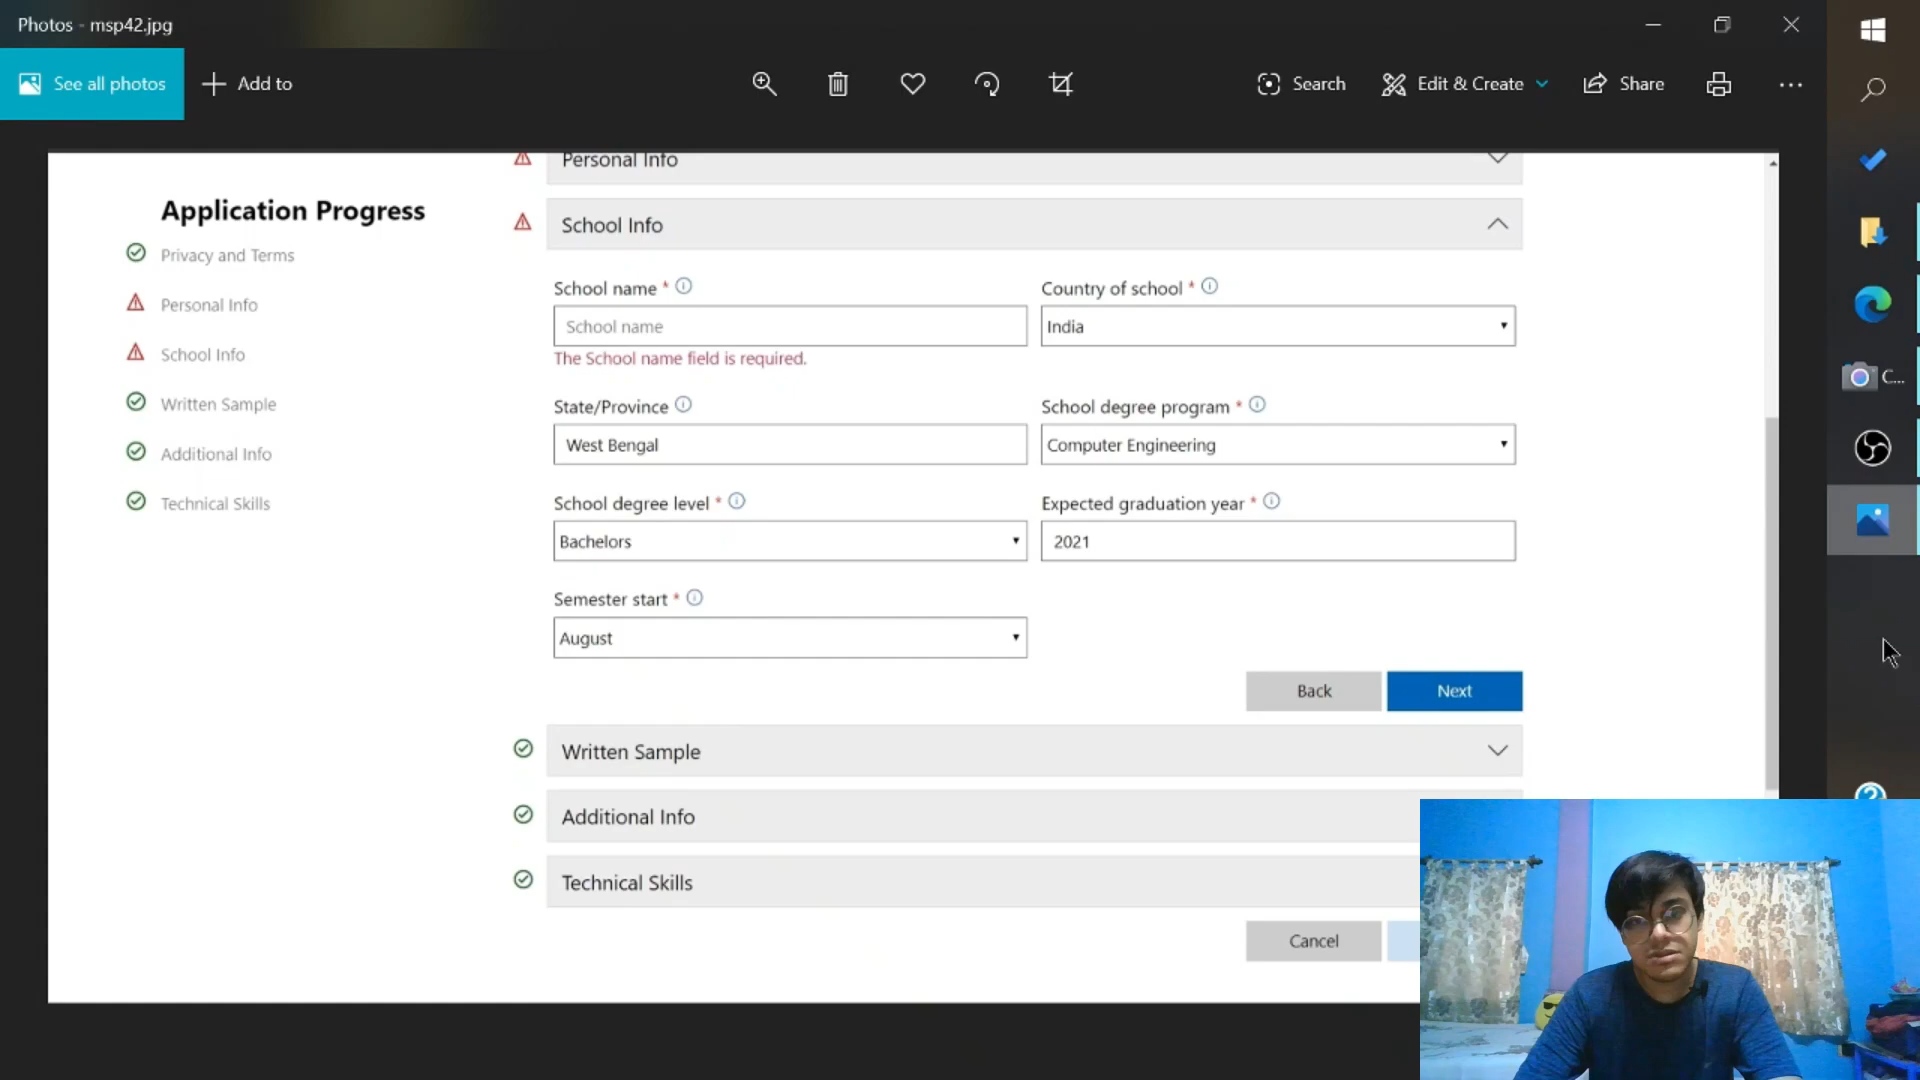 Photos - msp42.jpg
See all photos
Add to
Search
Edit & Create
Share
Personal Info
Application Progress
Privacy and Terms
Personal Info
School Info
Written Sample
Additional Info
Technical Skills
School Info
School name *
Country of school *
School name
India
The School name field is required.
State/Province
School degree program *
West Bengal
Computer Engineering
School degree level *
Expected graduation year *
Bachelors
2021
Semester start *
August
Back
Next
Written Sample
Additional Info
Technical Skills
Cancel
C...